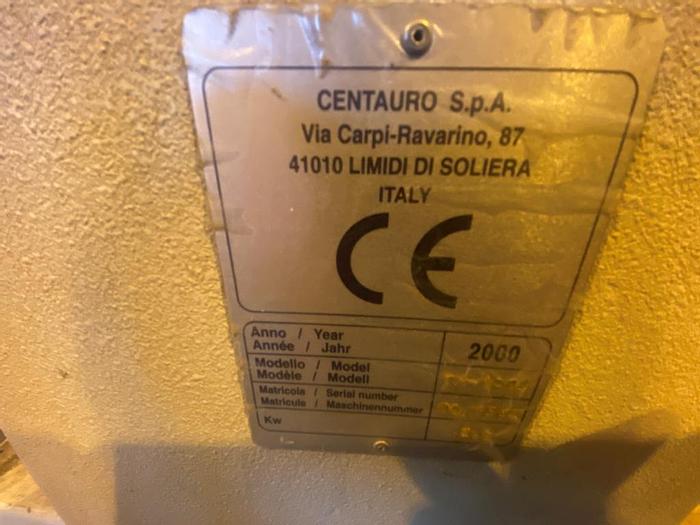 CENTAURO S.p.A.
Via Carpi-Ravarino, 87
41010 LIMIDI DI SOLIERA
ITALY
CE
Anno / Year
Année / Jahr
2000
Modello / Model
Modèle / Modell
Matricola / Serial number
Matricule / Maschinennummer
Kw